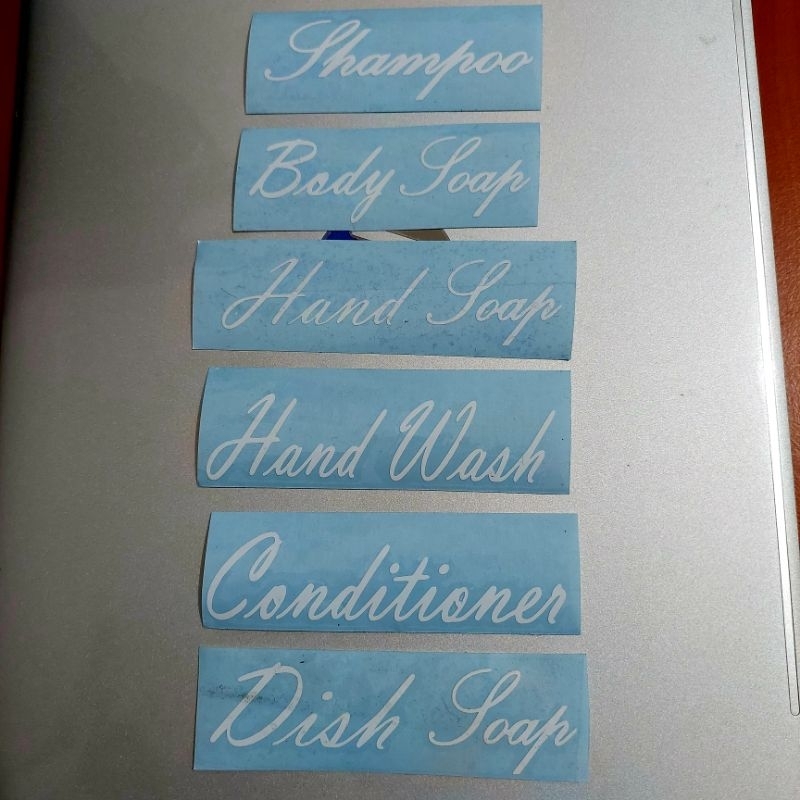 Shampoo
Body Soap
Hand Soap
Hand Wash
Conditioner
Dish Soap